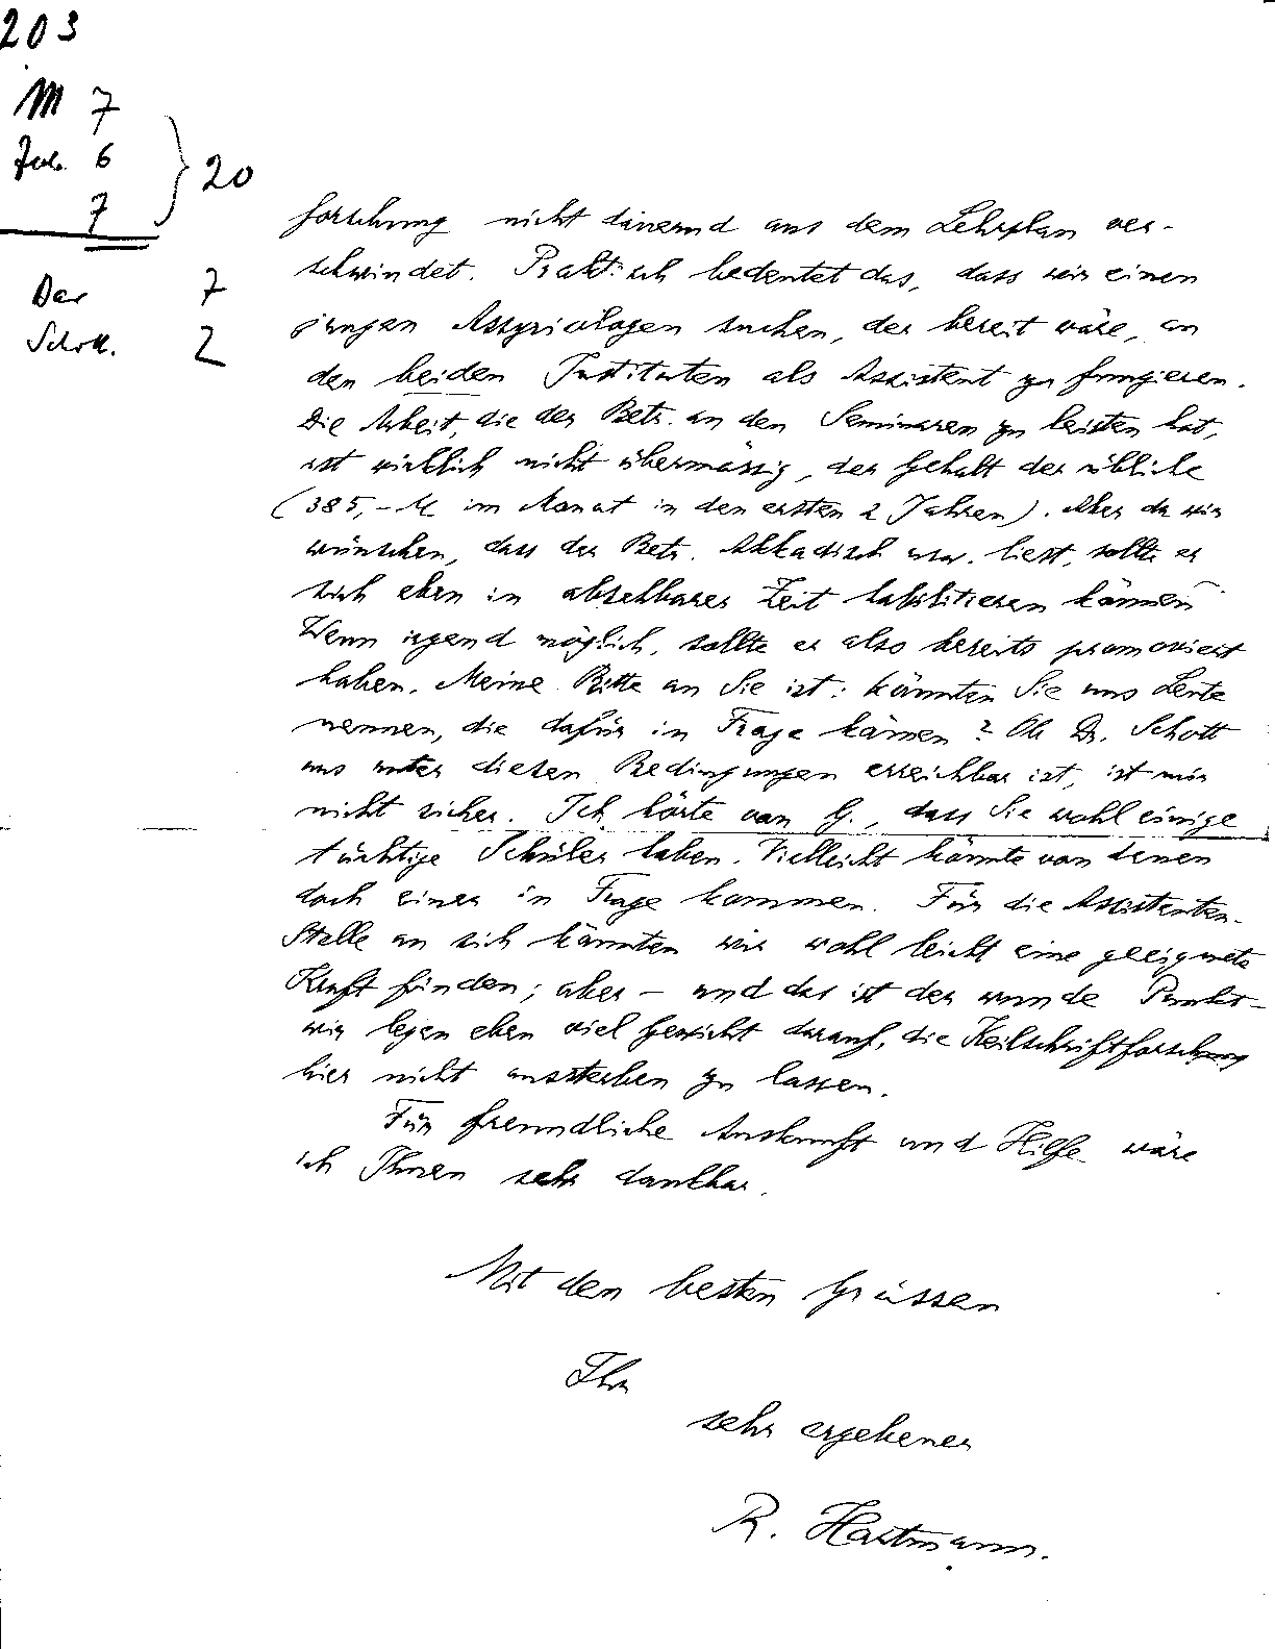 203
M 7
6
7
20
Der 7
Schott. 2
forschung nicht dauernd aus dem Lehrplan ver-
schwindet. Praktisch bedeutet das, dass wir einen
jungen Assyriologen suchen, der bereit wäre, an
den beiden Instituten als Assistent zu fungieren.
Die Arbeit, die der Betr. an den Seminaren zu leisten hat,
ist wirklich nicht übermässig, der Gehalt der übliche
(385,- M im Monat in den ersten 2 Jahren). Aber da wir
wünschen, dass der Betr. Akkadisch usw. liest, sollte er
sich eben in absehbarer Zeit habilitieren können.
Wenn irgend möglich, sollte er also bereits promoviert
haben. Meine Bitte an Sie ist: könnten Sie uns Leute
nennen, die dafür in Frage kämen? Ob Dr. Schott
uns unter diesen Bedingungen erreichbar ist, ist mir
nicht sicher. Ich hörte von G., dass Sie wohl einige
tüchtige Schüler haben. Vielleicht könnte von denen
doch einer in Frage kommen. Für die Assistenten-
Stelle an sich könnten wir wohl leicht eine geeignete
Kraft finden; aber – und das ist der wunde Punkt –
wir legen eben viel Gewicht darauf, die Keilschriftforschung
hier nicht aussterben zu lassen.
Für freundliche Auskunft und Hilfe wäre
ich Ihnen sehr dankbar.
Mit den besten Grüssen
Ihr
sehr ergebener
R. Hartmann.